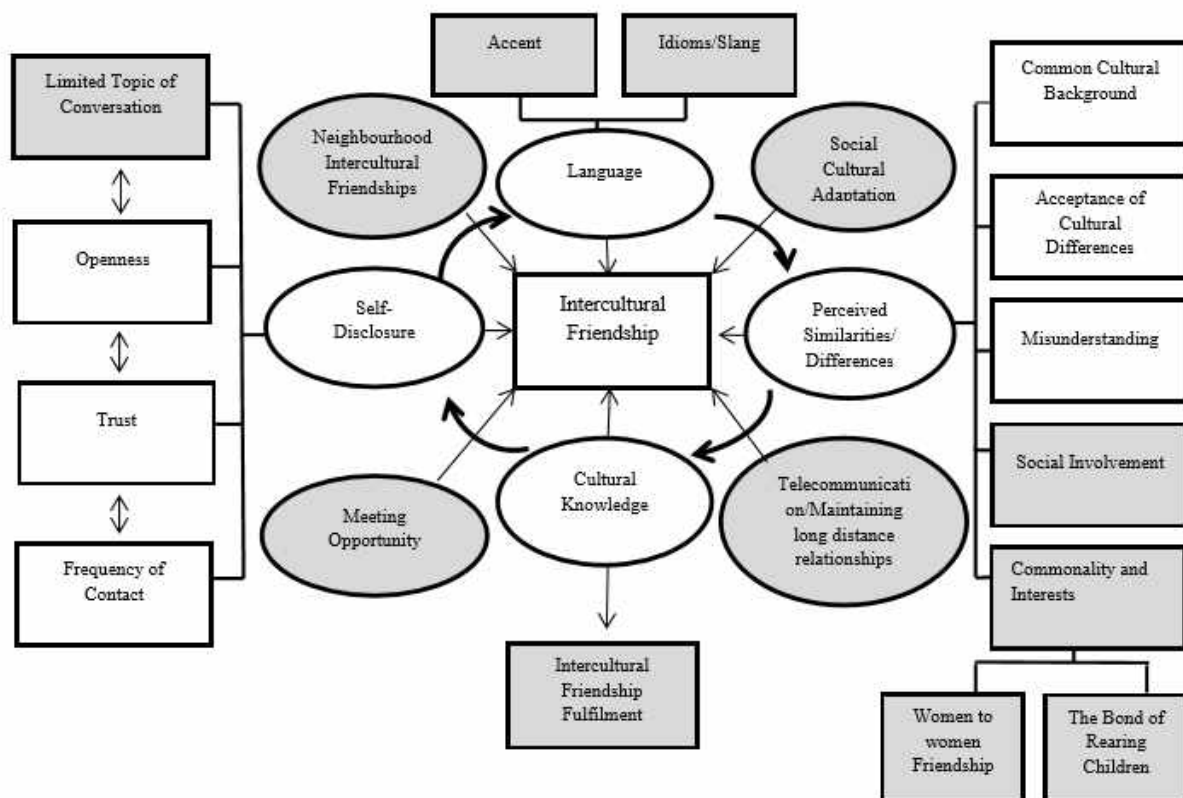 Accent
Idioms/Slang
Limited Topic of
Conversation
Common Cultural
Background
Neighbourhood
Intercultural
Friendships
Language
Social
Cultural
Adaptation
Openness
Acceptance of
Cultural
Differences
Self-
Disclosure
Intercultural
Friendship
Perceived
Similarities/
Differences
Misunderstanding
Trust
Social Involvement
Meeting
Opportunity
Cultural
Knowledge
Telecommunicati
on/Maintaining
long distance
relationships
Frequency of
Contact
Commonality and
Interests
Intercultural
Friendship
Fulfilment
Women to
women
Friendship
The Bond of
Rearing
Children